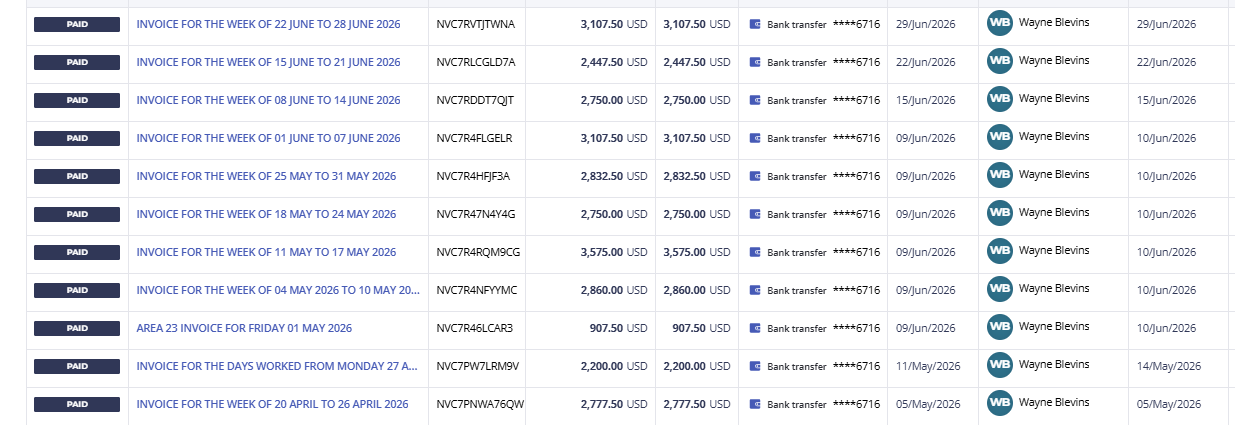 PAID INVOICE FOR THE WEEK OF 22 JUNE TO 28 JUNE 2026 NVC7RVTJTWNA 3,107.50 USD 3,107.50 USD Bank transfer ****6716 29/Jun/2026 WB Wayne Blevins 29/Jun/2026
PAID INVOICE FOR THE WEEK OF 15 JUNE TO 21 JUNE 2026 NVC7RLCGLD7A 2,447.50 USD 2,447.50 USD Bank transfer ****6716 22/Jun/2026 WB Wayne Blevins 22/Jun/2026
PAID INVOICE FOR THE WEEK OF 08 JUNE TO 14 JUNE 2026 NVC7RDDT7QJT 2,750.00 USD 2,750.00 USD Bank transfer ****6716 15/Jun/2026 WB Wayne Blevins 15/Jun/2026
PAID INVOICE FOR THE WEEK OF 01 JUNE TO 07 JUNE 2026 NVC7R4FLGELR 3,107.50 USD 3,107.50 USD Bank transfer ****6716 09/Jun/2026 WB Wayne Blevins 10/Jun/2026
PAID INVOICE FOR THE WEEK OF 25 MAY TO 31 MAY 2026 NVC7R4HFJF3A 2,832.50 USD 2,832.50 USD Bank transfer ****6716 09/Jun/2026 WB Wayne Blevins 10/Jun/2026
PAID INVOICE FOR THE WEEK OF 18 MAY TO 24 MAY 2026 NVC7R47N4Y4G 2,750.00 USD 2,750.00 USD Bank transfer ****6716 09/Jun/2026 WB Wayne Blevins 10/Jun/2026
PAID INVOICE FOR THE WEEK OF 11 MAY TO 17 MAY 2026 NVC7R4RQM9CG 3,575.00 USD 3,575.00 USD Bank transfer ****6716 09/Jun/2026 WB Wayne Blevins 10/Jun/2026
PAID INVOICE FOR THE WEEK OF 04 MAY 2026 TO 10 MAY 20... NVC7R4NFYYMC 2,860.00 USD 2,860.00 USD Bank transfer ****6716 09/Jun/2026 WB Wayne Blevins 10/Jun/2026
PAID AREA 23 INVOICE FOR FRIDAY 01 MAY 2026 NVC7R46LCAR3 907.50 USD 907.50 USD Bank transfer ****6716 09/Jun/2026 WB Wayne Blevins 10/Jun/2026
PAID INVOICE FOR THE DAYS WORKED FROM MONDAY 27 A... NVC7PW7LRM9V 2,200.00 USD 2,200.00 USD Bank transfer ****6716 11/May/2026 WB Wayne Blevins 14/May/2026
PAID INVOICE FOR THE WEEK OF 20 APRIL TO 26 APRIL 2026 NVC7PNWA76QW 2,777.50 USD 2,777.50 USD Bank transfer ****6716 05/May/2026 WB Wayne Blevins 05/May/2026